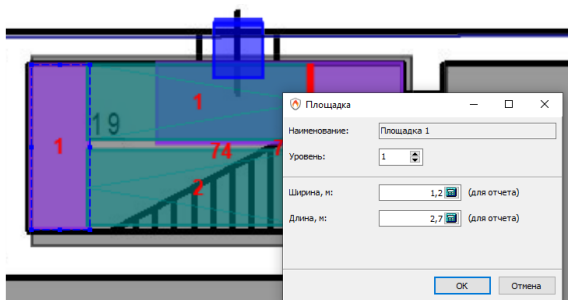 1
19
Площадка
Наименование: Площадка 1
1
74
7
Уровень: 1
2
Ширина, м: 1,2 (для отчета)
Длина, м: 2,7 (для отчета)
OK Отмена